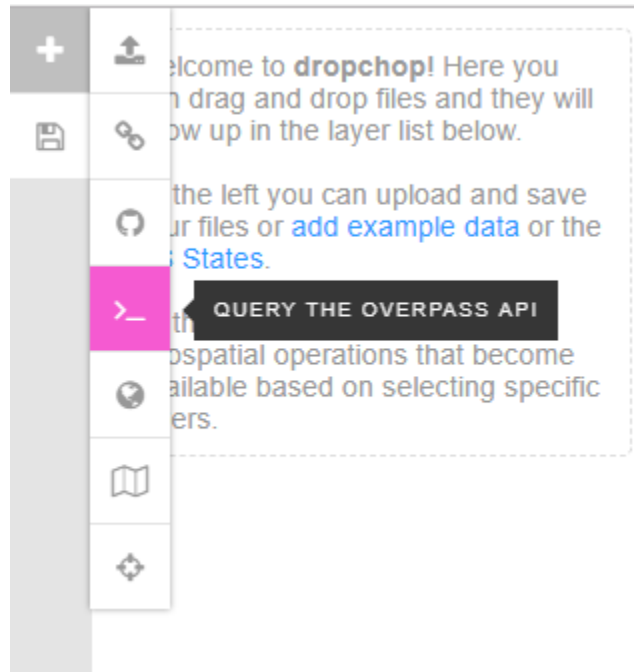 elcome to dropchop! Here you
n drag and drop files and they will
ow up in the layer list below.
the left you can upload and save
ur files or add example data or the
States.
QUERY THE OVERPASS API
th
ospatial operations that become
ailable based on selecting specific
ers.